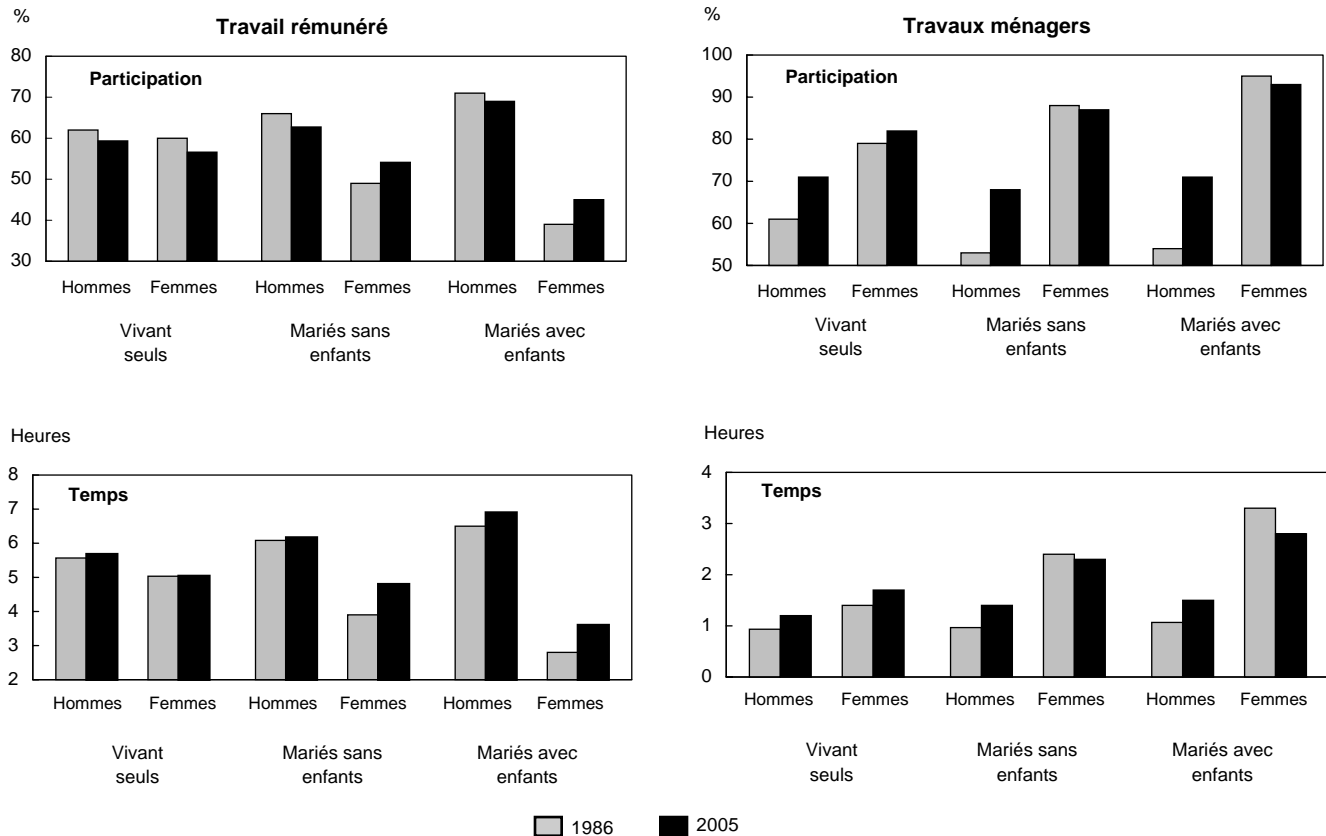 %
Travail rémunéré
80
Participation
70
60
50
40
30
Hommes Femmes Hommes Femmes Hommes Femmes
Vivant seuls
Mariés sans enfants
Mariés avec enfants
%
Travaux ménagers
100
Participation
90
80
70
60
50
Hommes Femmes Hommes Femmes Hommes Femmes
Vivant seuls
Mariés sans enfants
Mariés avec enfants
Heures
8
Temps
7
6
5
4
3
2
Hommes Femmes Hommes Femmes Hommes Femmes
Vivant seuls
Mariés sans enfants
Mariés avec enfants
Heures
4
Temps
3
2
1
0
Hommes Femmes Hommes Femmes Hommes Femmes
Vivant seuls
Mariés sans enfants
Mariés avec enfants
1986 2005